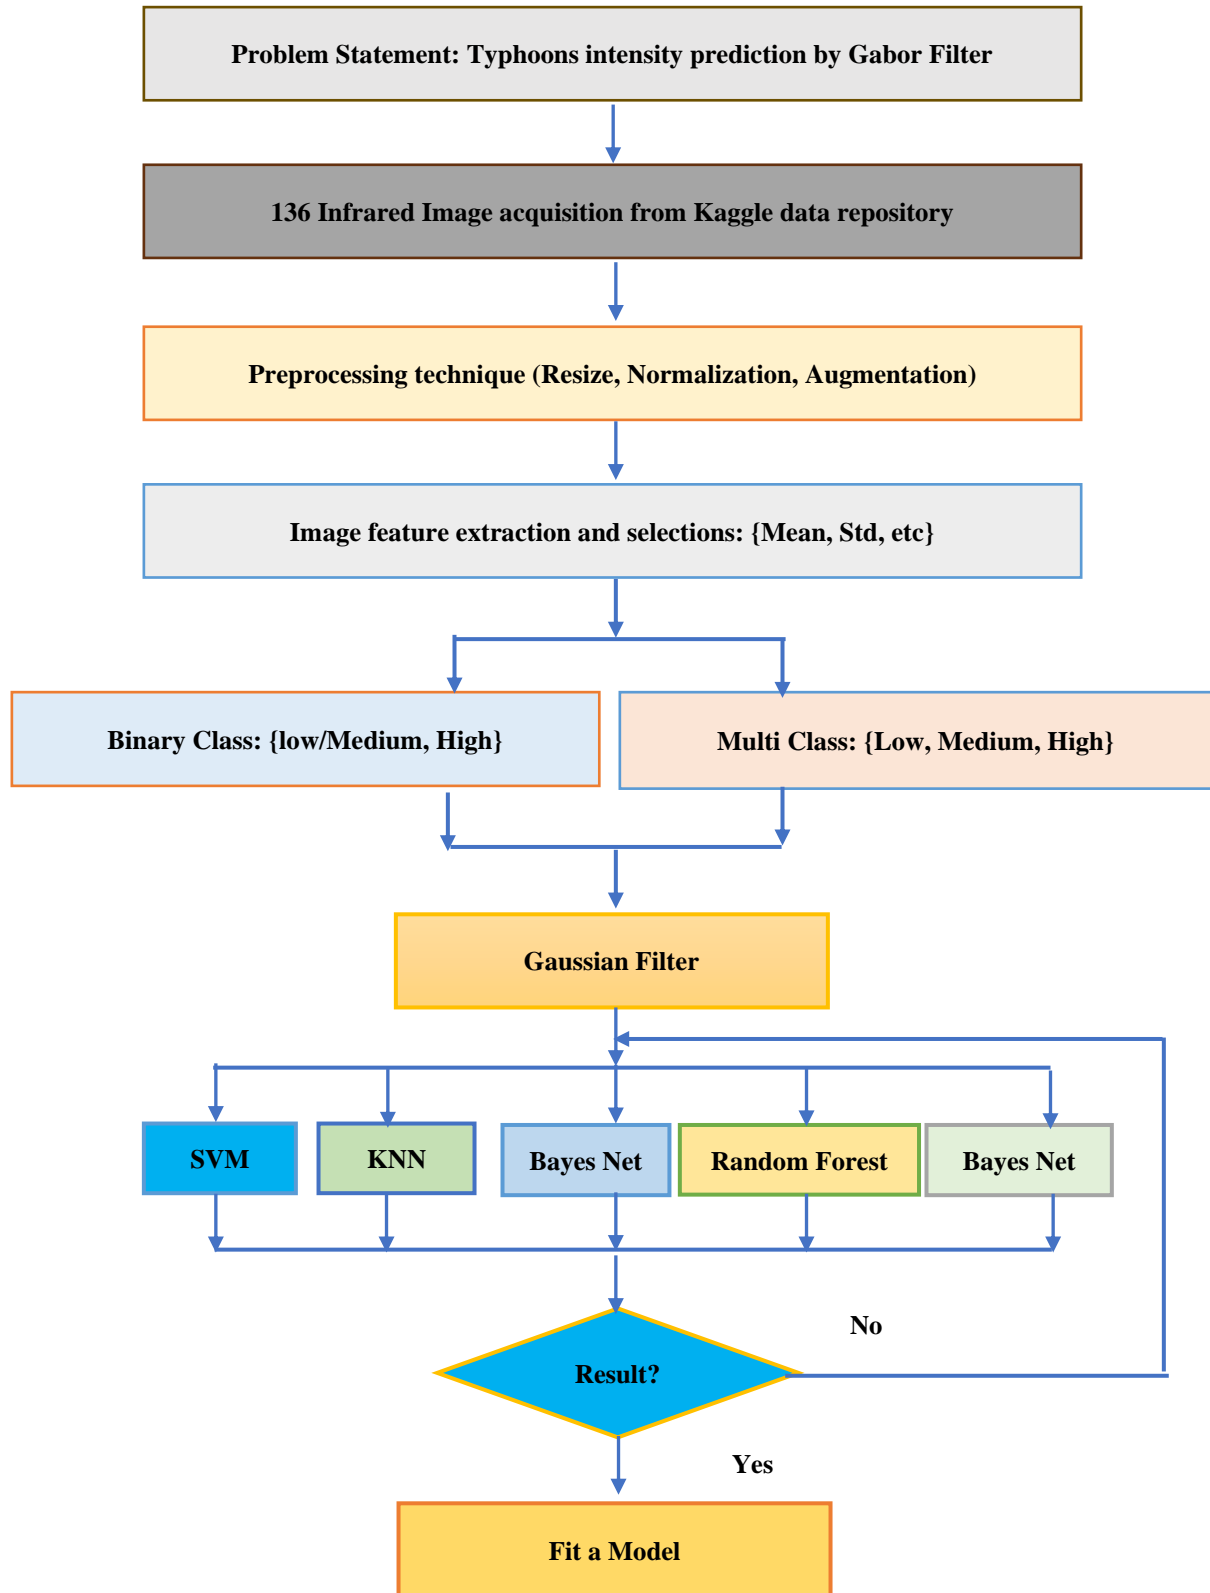 Problem Statement: Typhoons intensity prediction by Gabor Filter
136 Infrared Image acquisition from Kaggle data repository
Preprocessing technique (Resize, Normalization, Augmentation)
Image feature extraction and selections: {Mean, Std, etc}
Binary Class: {low/Medium, High}
Multi Class: {Low, Medium, High}
Gaussian Filter
SVM
KNN
Bayes Net
Random Forest
Bayes Net
No
Result?
Yes
Fit a Model